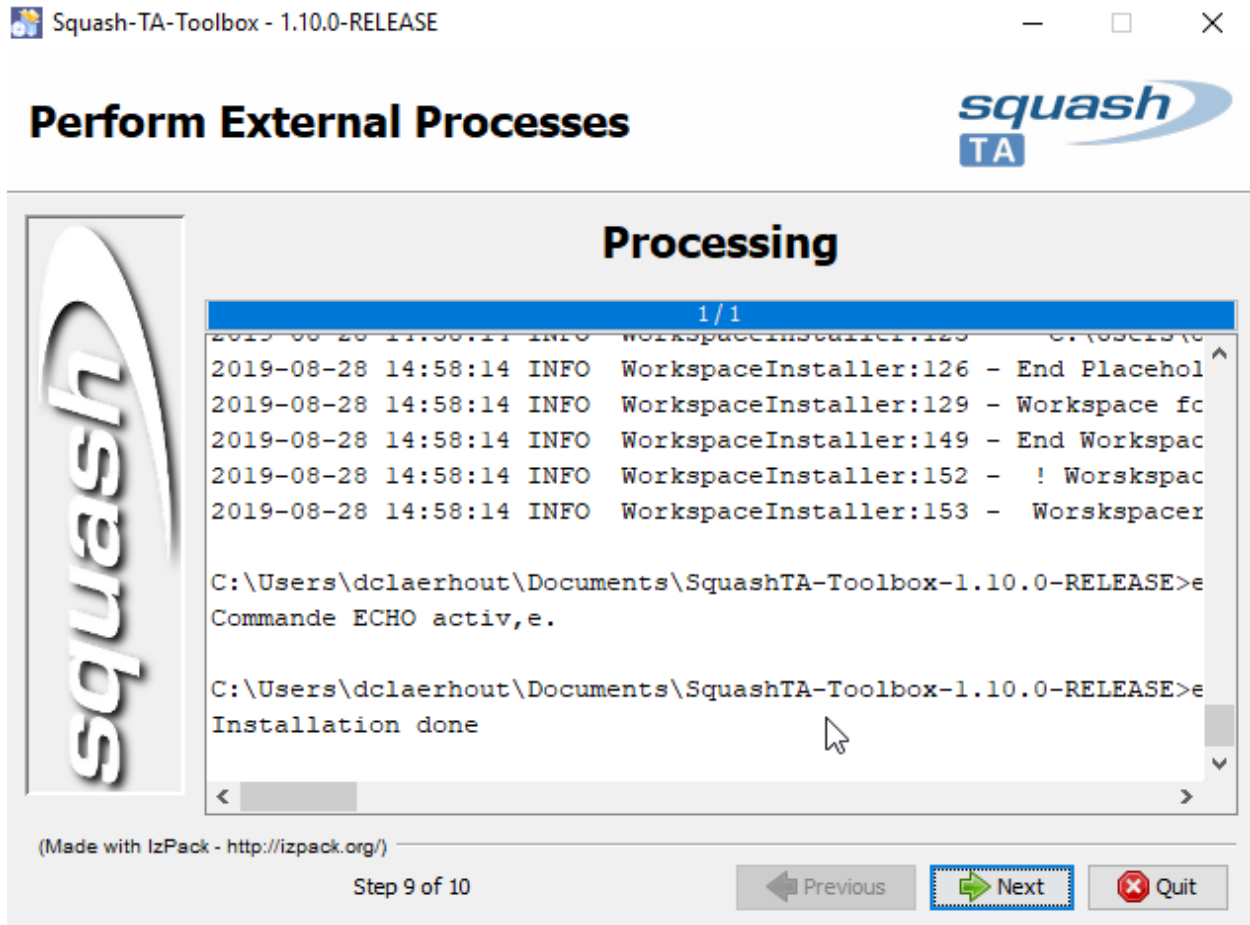 Squash-TA-Toolbox - 1.10.0-RELEASE
Perform External Processes
squash
TA
Processing
squash
1 / 1
2019-08-28 14:58:14 INFO WorkspaceInstaller:126 - End Placehol
2019-08-28 14:58:14 INFO WorkspaceInstaller:129 - Workspace fo
2019-08-28 14:58:14 INFO WorkspaceInstaller:149 - End Workspac
2019-08-28 14:58:14 INFO WorkspaceInstaller:152 - ! Worskspac
2019-08-28 14:58:14 INFO WorkspaceInstaller:153 - Worskspacer
C:\Users\dclaerhout\Documents\SquashTA-Toolbox-1.10.0-RELEASE>e
Commande ECHO activ,e.
C:\Users\dclaerhout\Documents\SquashTA-Toolbox-1.10.0-RELEASE>e
Installation done
(Made with IzPack - http://izpack.org/)
Step 9 of 10
Previous
Next
Quit